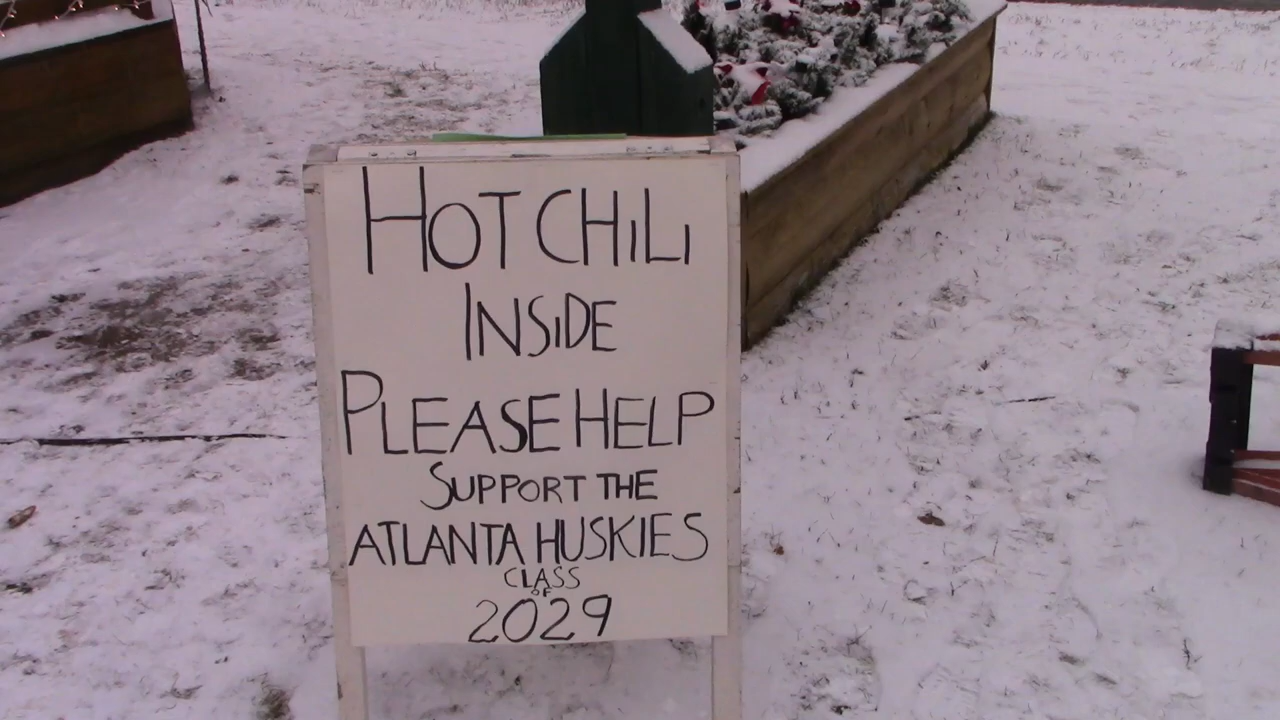 HOT CHiLi
INSiDE
PLEASE HELP
SUPPORT THE
ATLANTA HUSKIES
CLASS
OF
2029